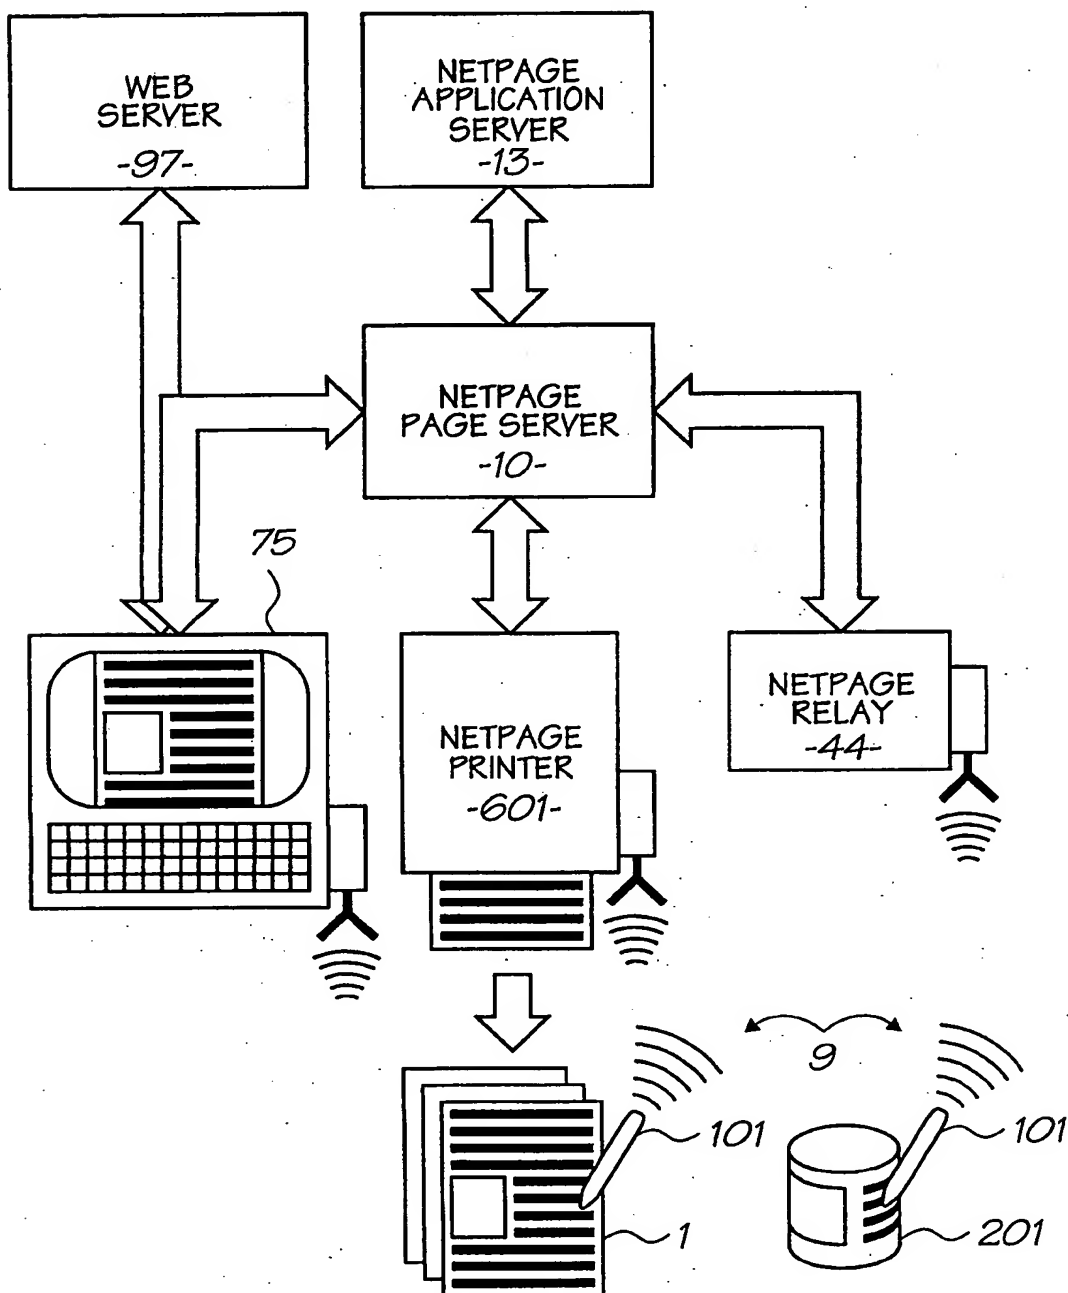 WEB
SERVER
-97-
NETPAGE
APPLICATION
SERVER
-13-
NETPAGE
PAGE SERVER
-10-
75
NETPAGE
PRINTER
-601-
NETPAGE
RELAY
-44-
9
101
101
1
201